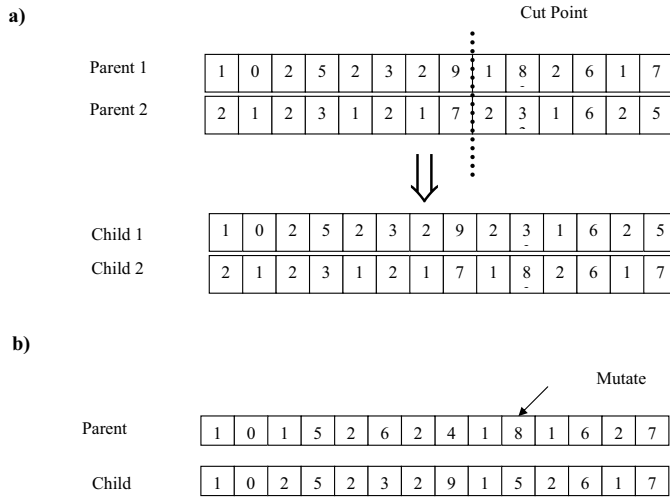 a)
Cut Point
Parent 1 1 0 2 5 2 3 2 9 1 8 2 6 1 7
Parent 2 2 1 2 3 1 2 1 7 2 3 1 6 2 5
Child 1 1 0 2 5 2 3 2 9 2 3 1 6 2 5
Child 2 2 1 2 3 1 2 1 7 1 8 2 6 1 7
b)
Mutate
Parent 1 0 1 5 2 6 2 4 1 8 1 6 2 7
Child 1 0 2 5 2 3 2 9 1 5 2 6 1 7